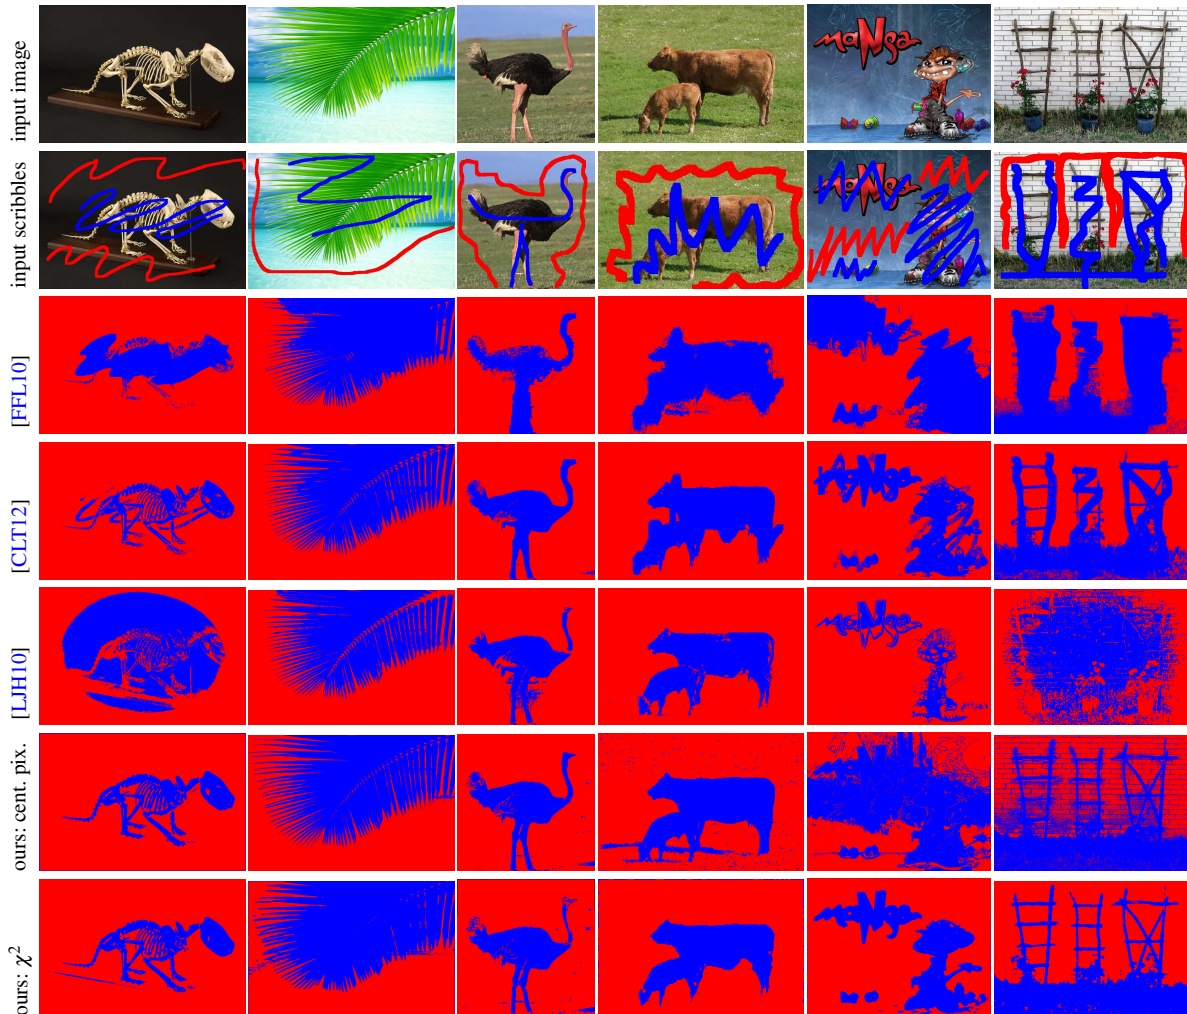 input image
maNga
input scribbles
[FFL10]
[CLT12]
[LJH10]
ours: cent. pix.
ours: χ²